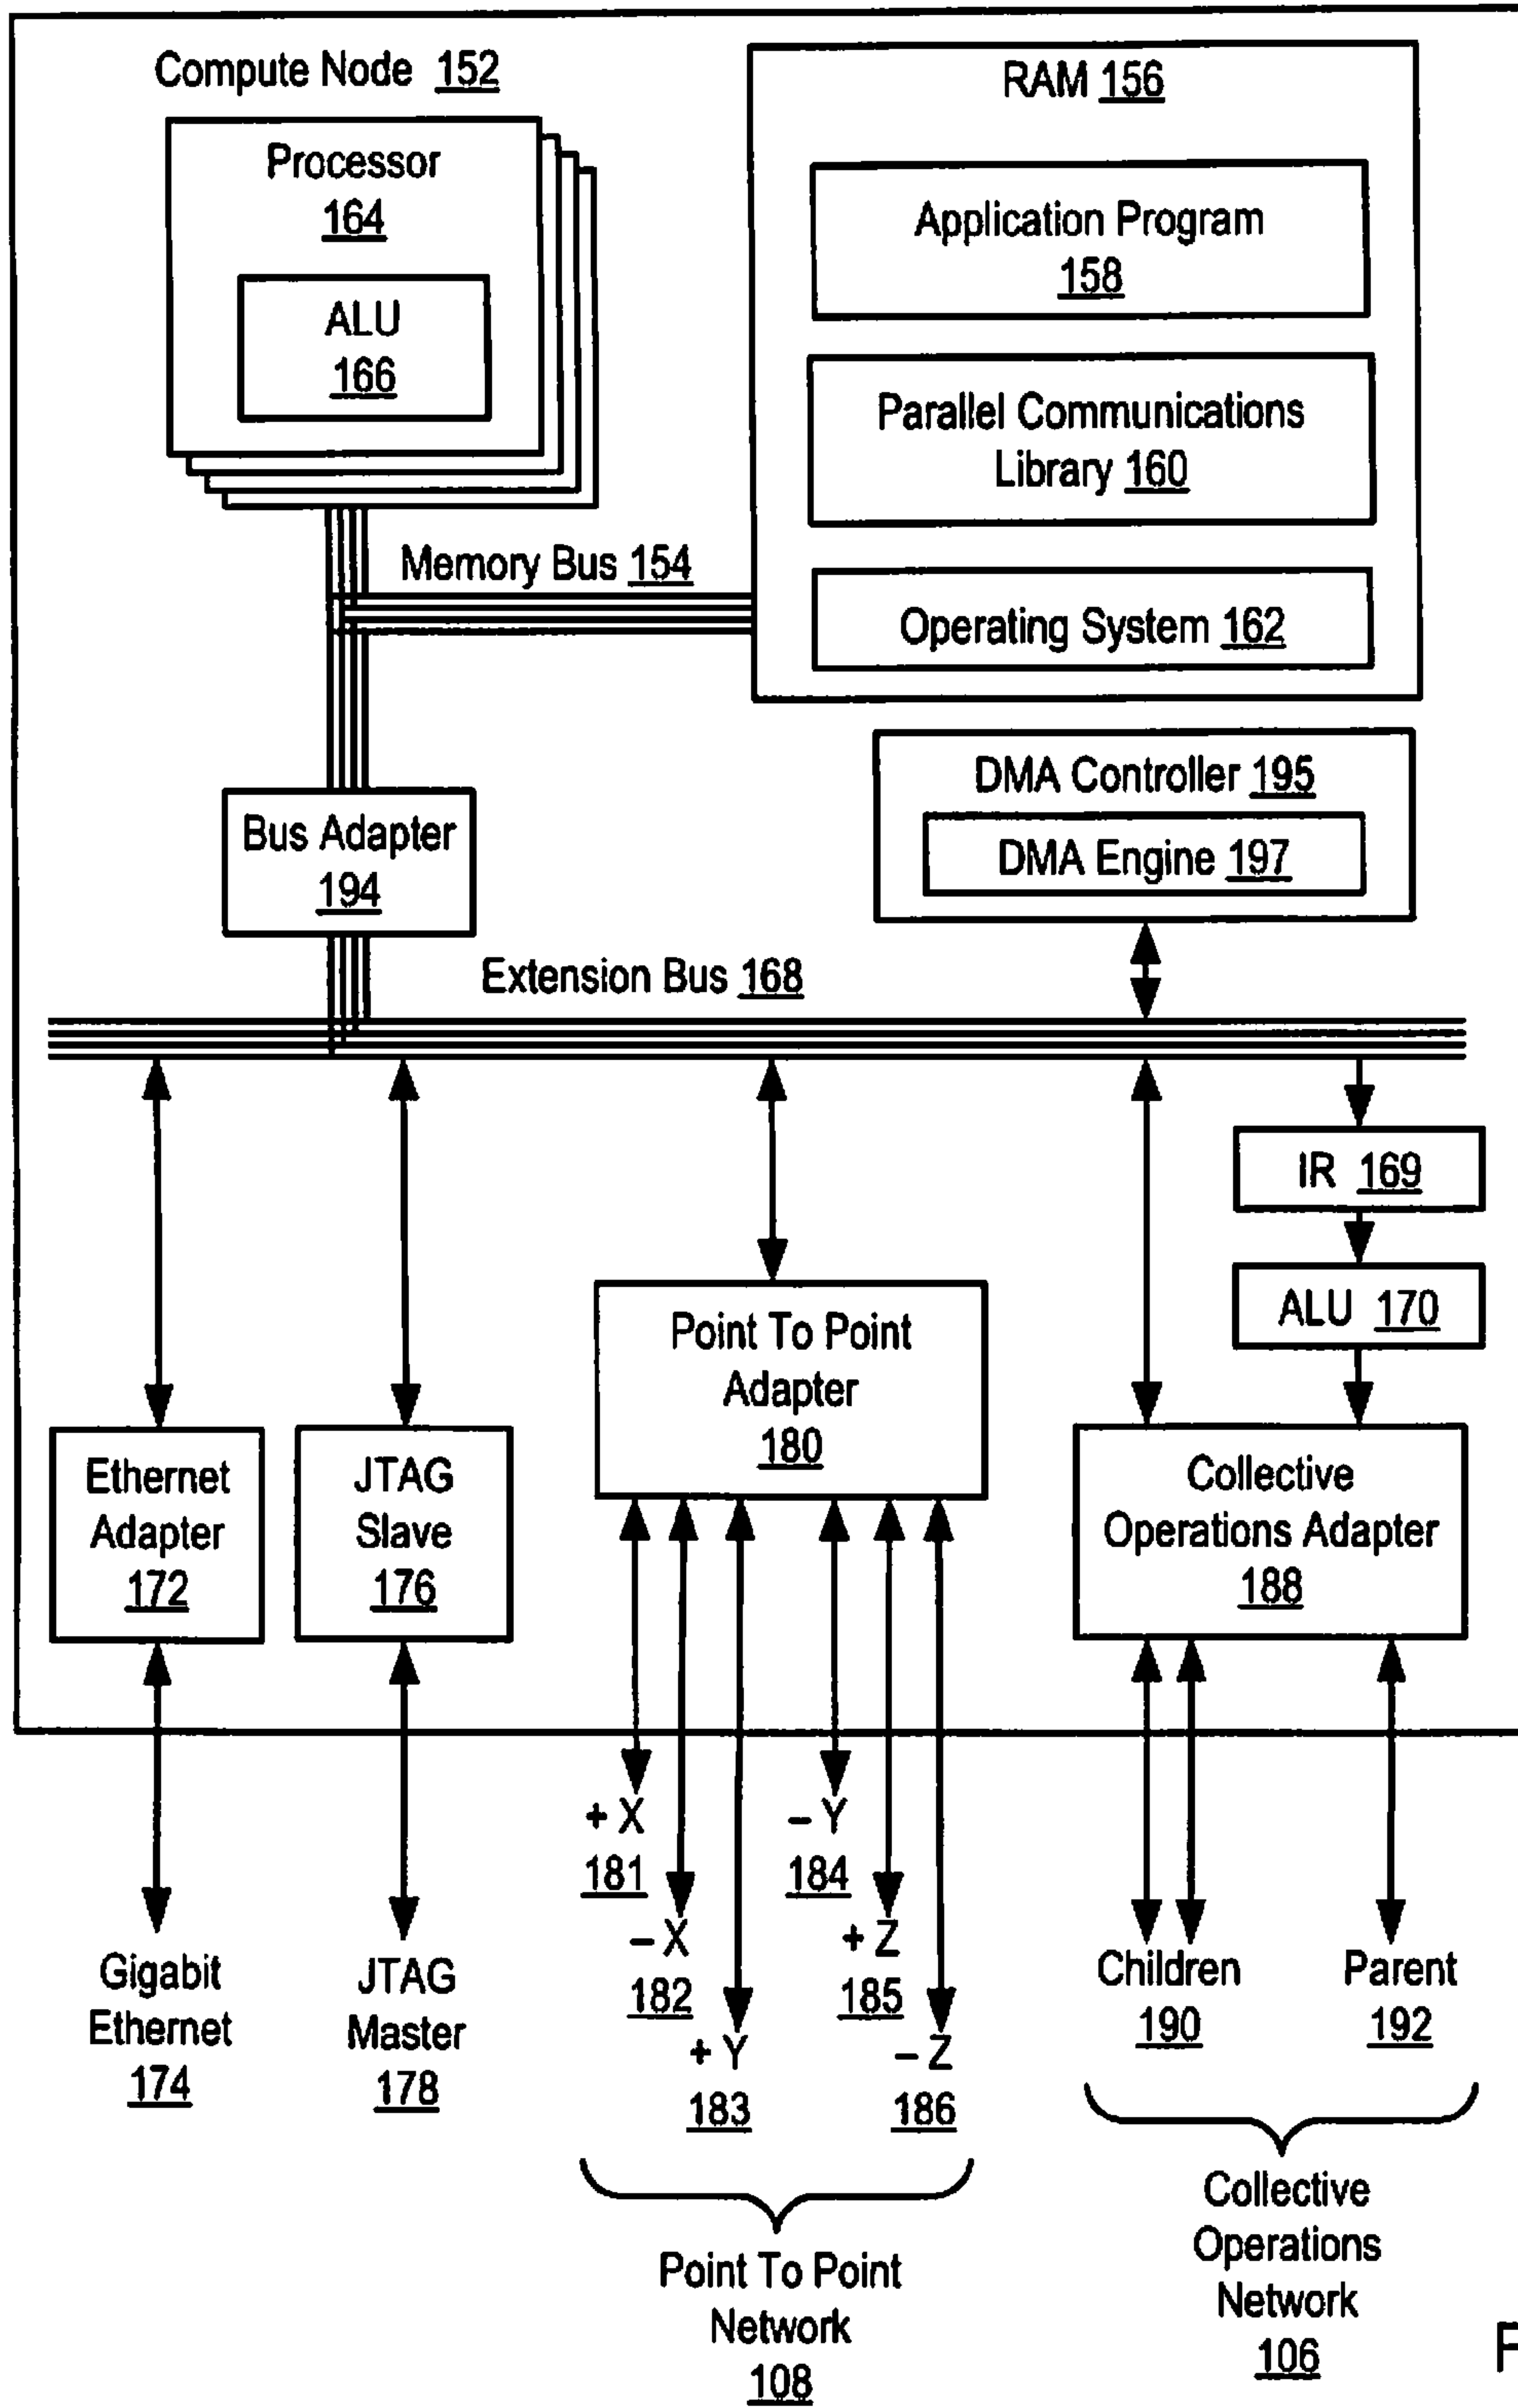 Compute Node 152
Processor
164
ALU
166
RAM 156
Application Program
158
Parallel Communications
Library 160
Operating System 162
Memory Bus 154
DMA Controller 195
DMA Engine 197
Bus Adapter
194
Extension Bus 168
IR 169
ALU 170
Point To Point
Adapter
180
Ethernet
Adapter
172
JTAG
Slave
176
Collective
Operations Adapter
188
+ X
181
– X
182
+ Y
183
– Y
184
+ Z
185
– Z
186
Gigabit
Ethernet
174
JTAG
Master
178
Children
190
Parent
192
Point To Point
Network
108
Collective
Operations
Network
106